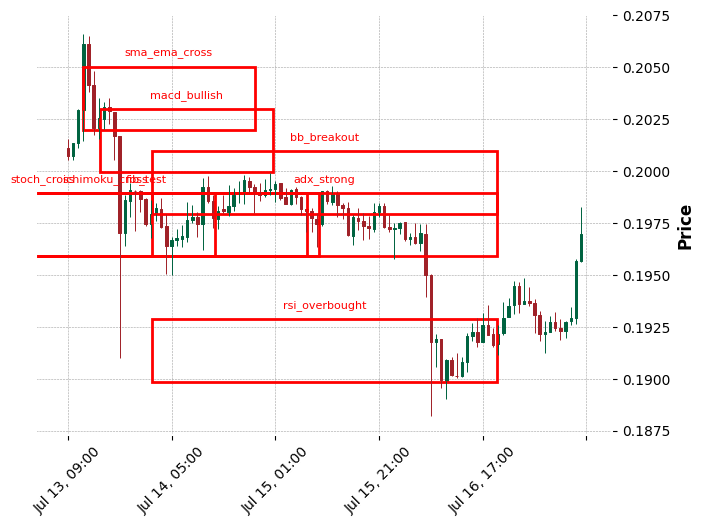 0.2075
sma_ema_cross
0.2050
macd_bullish
0.2025
bb_breakout
0.2000
stoch_cross
ichimoku_cross
fib_test
adx_strong
0.1975
Price
0.1950
rsi_overbought
0.1925
0.1900
0.1875
Jul 13, 09:00
Jul 14, 05:00
Jul 15, 01:00
Jul 15, 21:00
Jul 16, 17:00